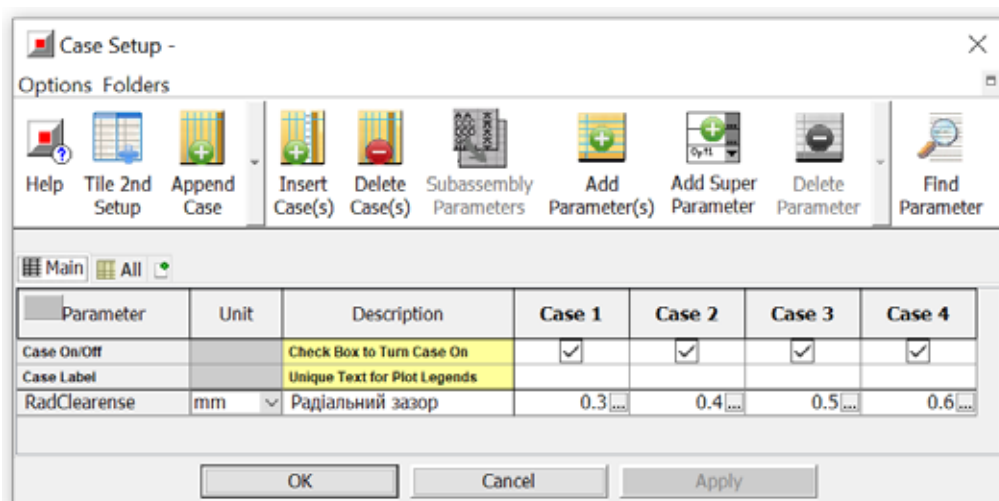 Case Setup -
Options Folders
Help Tile 2nd Setup Append Case Insert Case(s) Delete Case(s) Subassembly Parameters Add Parameter(s) Add Super Parameter Delete Parameter Find Parameter
Main All
Parameter Unit Description Case 1 Case 2 Case 3 Case 4
Case On/Off Check Box to Turn Case On
Case Label Unique Text for Plot Legends
RadClearense mm Радіальний зазор 0.3 ... 0.4 ... 0.5 ... 0.6 ...
OK Cancel Apply